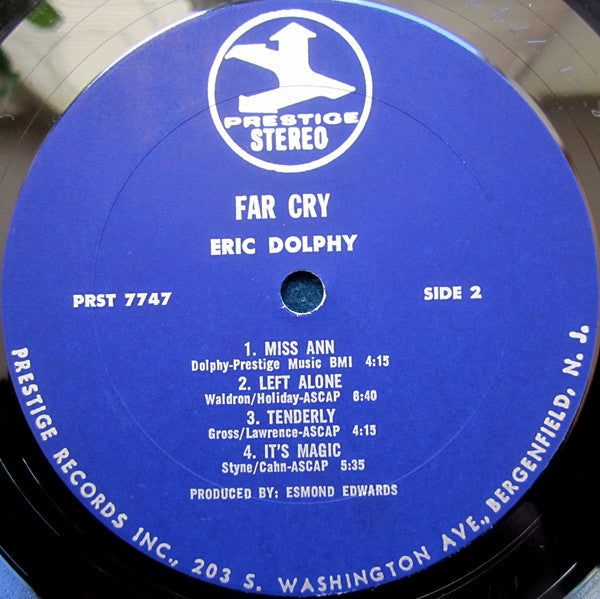 PRESTIGE
STEREO
FAR CRY
ERIC DOLPHY
PRST 7747
SIDE 2
1. MISS ANN
Dolphy-Prestige Music BMI 4:15
2. LEFT ALONE
Waldron/Holiday-ASCAP 6:40
3. TENDERLY
Gross/Lawrence-ASCAP 4:15
4. IT'S MAGIC
Styne/Cahn-ASCAP 5:35
PRODUCED BY: ESMOND EDWARDS
PRESTIGE RECORDS INC., 203 S. WASHINGTON AVE., BERGENFIELD, N. J.